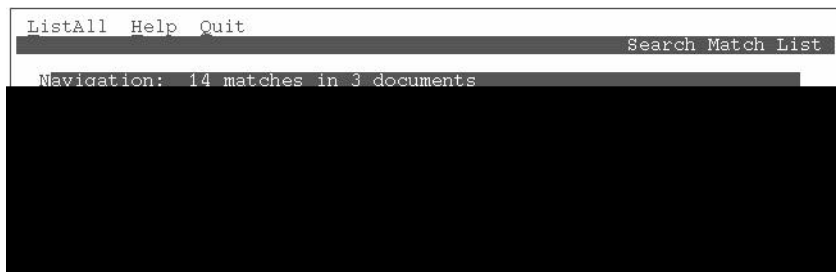 ListAll Help Quit
Search Match List
Navigation: 14 matches in 3 documents